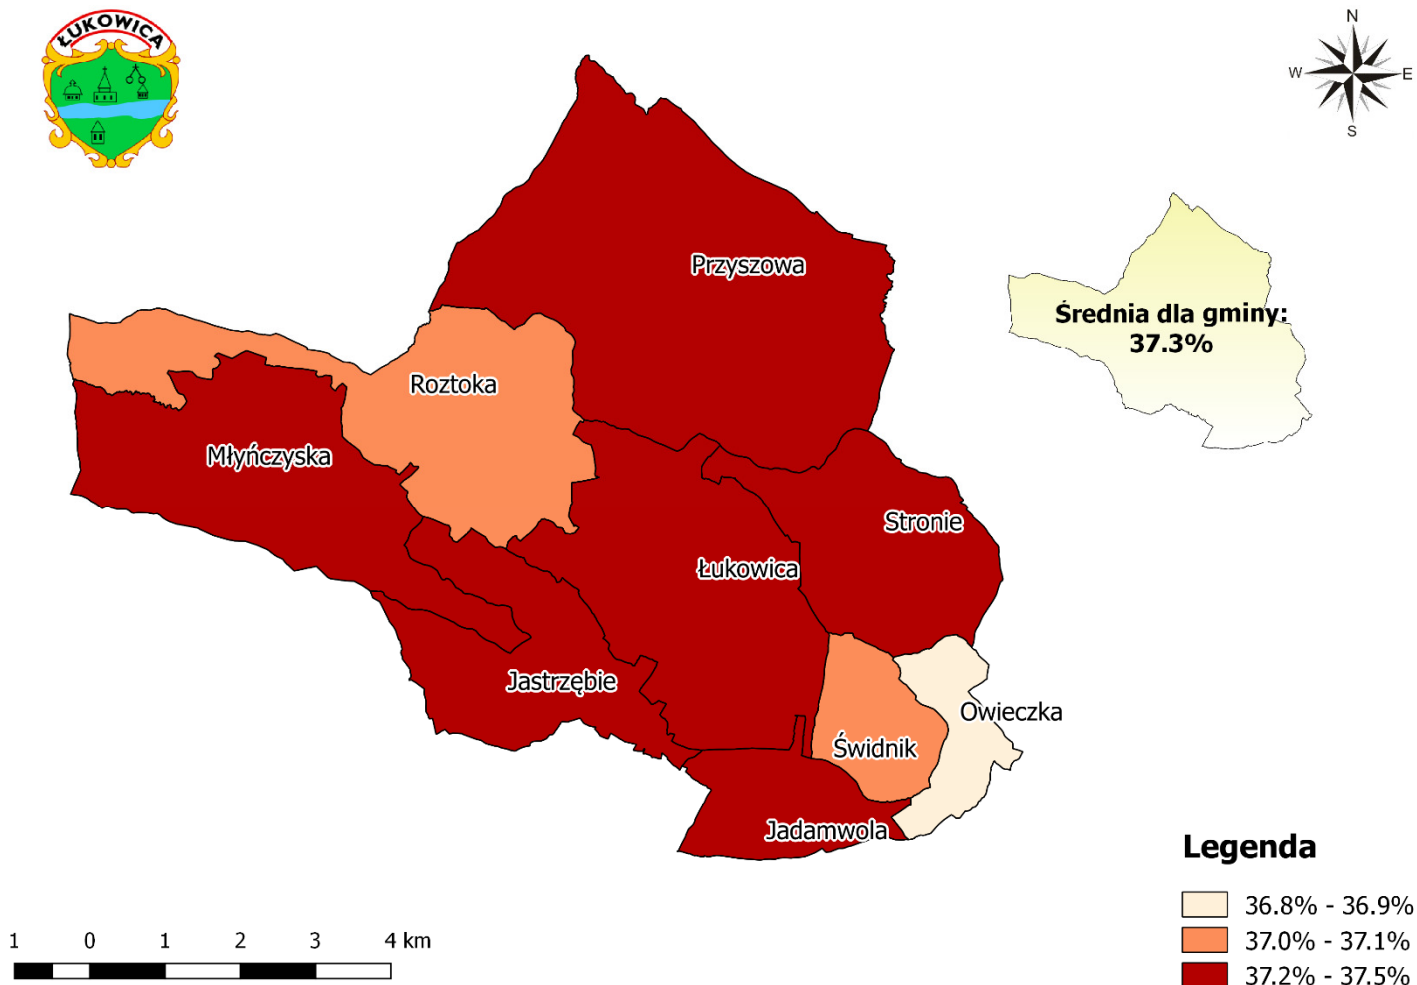 ŁUKOWICA
N
W
E
S
Przyszowa
Średnia dla gminy:
37.3%
Roztoka
Młyńczyska
Stronie
Łukowica
Jastrzębie
Owieczka
Świdnik
Jadamwola
Legenda
36.8% - 36.9%
37.0% - 37.1%
37.2% - 37.5%
1 0 1 2 3 4 km